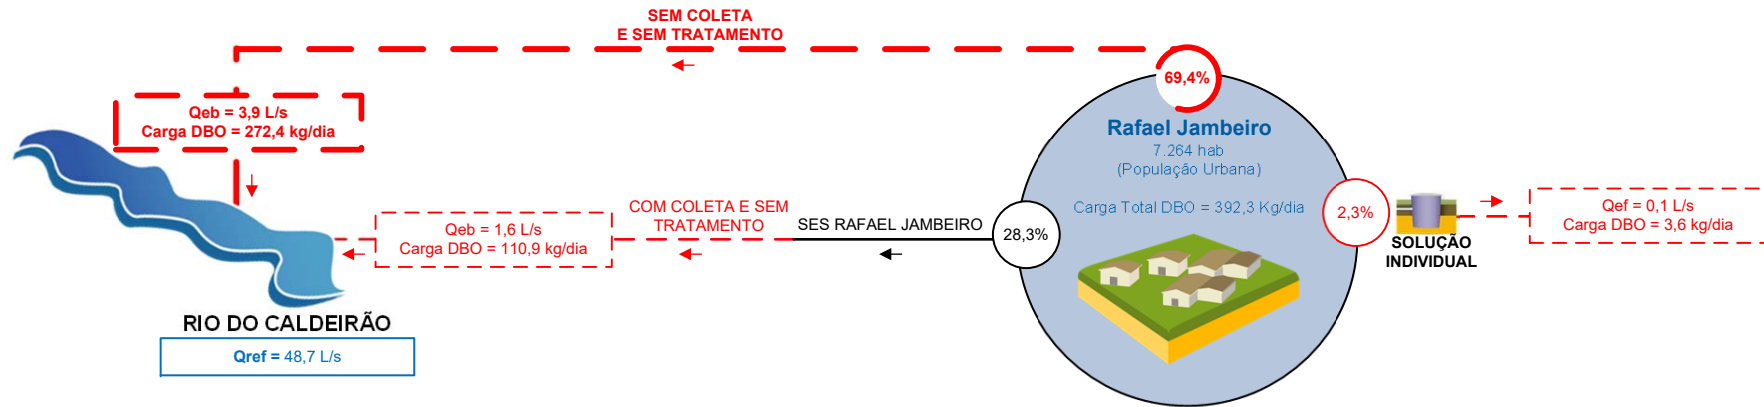 SEM COLETA
E SEM TRATAMENTO
69,4%
Qeb = 3,9 L/s
Carga DBO = 272,4 kg/dia
Rafael Jambeiro
7.264 hab
(População Urbana)
Carga Total DBO = 392,3 Kg/dia
Qeb = 1,6 L/s
Carga DBO = 110,9 kg/dia
COM COLETA E SEM
TRATAMENTO
SES RAFAEL JAMBEIRO
28,3%
2,3%
SOLUÇÃO
INDIVIDUAL
Qef = 0,1 L/s
Carga DBO = 3,6 kg/dia
RIO DO CALDEIRÃO
Qref = 48,7 L/s